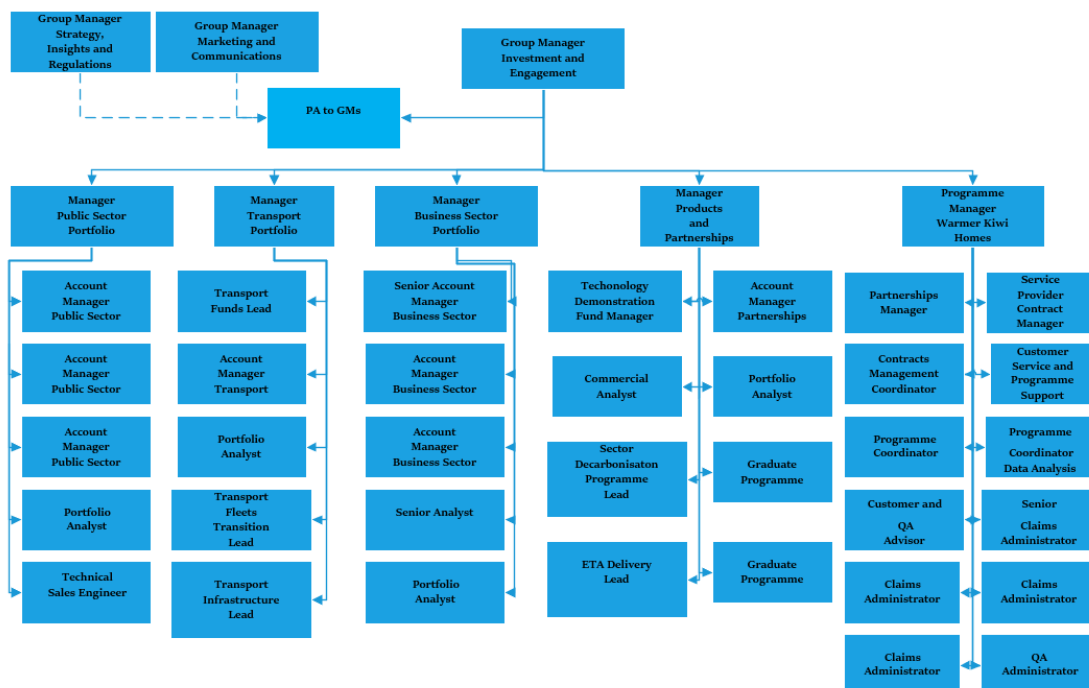 Group Manager
Strategy,
Insights and
Regulations
Group Manager
Marketing and
Communications
Group Manager
Investment and
Engagement
PA to GMs
Manager
Public Sector
Portfolio
Manager
Transport
Portfolio
Manager
Business Sector
Portfolio
Manager
Products
and
Partnerships
Programme
Manager
Warmer Kiwi
Homes
Account
Manager
Public Sector
Account
Manager
Public Sector
Account
Manager
Public Sector
Portfolio
Analyst
Technical
Sales Engineer
Transport
Funds Lead
Account
Manager
Transport
Portfolio
Analyst
Transport
Fleets
Transition
Lead
Transport
Infrastructure
Lead
Senior Account
Manager
Business Sector
Account
Manager
Business Sector
Account
Manager
Business Sector
Senior Analyst
Portfolio
Analyst
Techonology
Demonstration
Fund Manager
Commercial
Analyst
Sector
Decarbonisaton
Programme
Lead
ETA Delivery
Lead
Account
Manager
Partnerships
Portfolio
Analyst
Graduate
Programme
Graduate
Programme
Partnerships
Manager
Contracts
Management
Coordinator
Programme
Coordinator
Customer and
QA
Advisor
Claims
Administrator
Claims
Administrator
Service
Provider
Contract
Manager
Customer
Service and
Programme
Support
Programme
Coordinator
Data Analysis
Senior
Claims
Administrator
Claims
Administrator
QA
Administrator